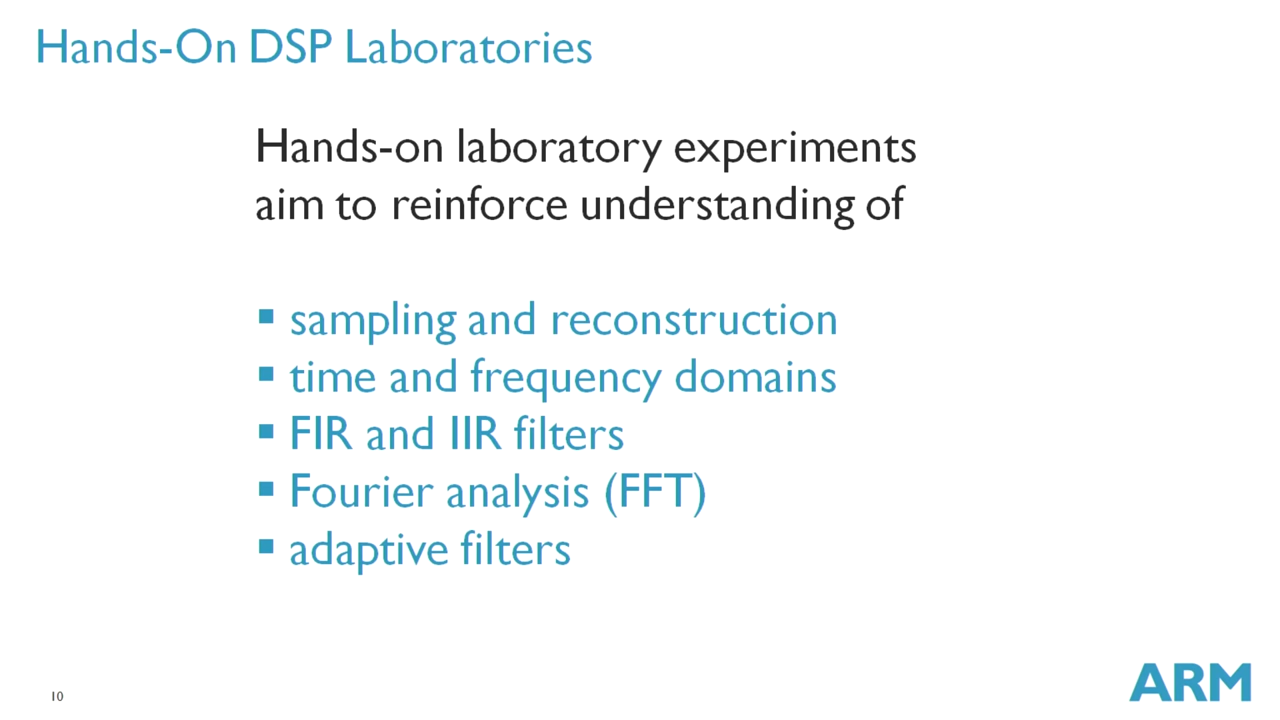 Hands-On DSP Laboratories
Hands-on laboratory experiments
aim to reinforce understanding of
▪ sampling and reconstruction
▪ time and frequency domains
▪ FIR and IIR filters
▪ Fourier analysis (FFT)
▪ adaptive filters
10
ARM